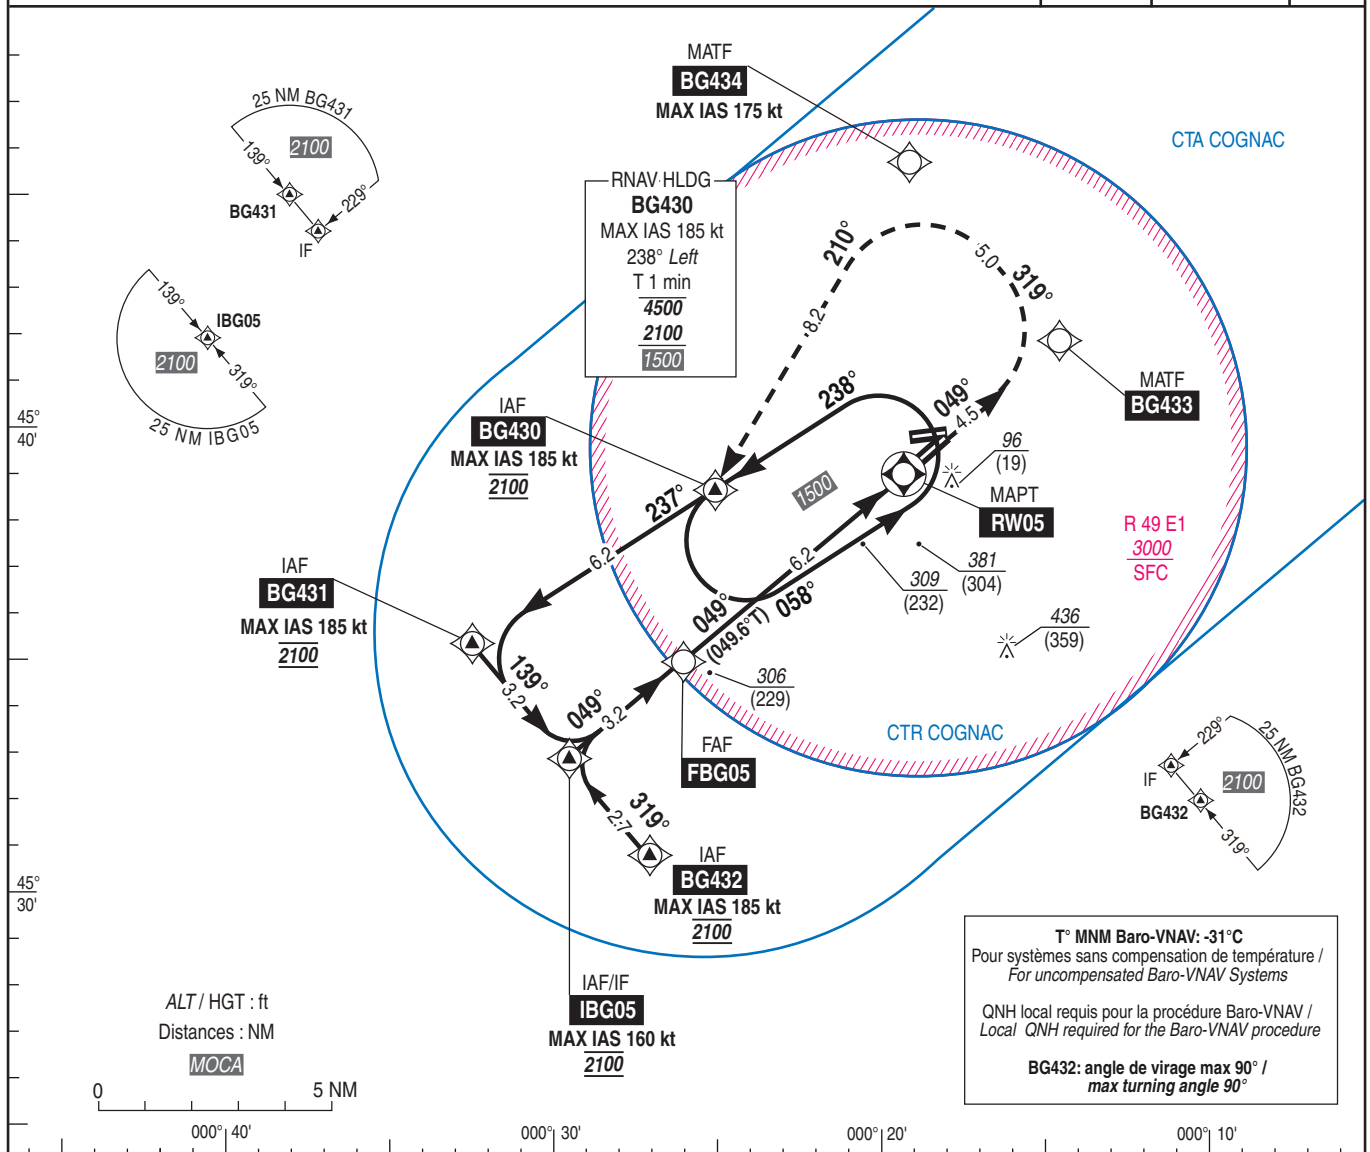 MATF
BG434
MAX IAS 175 kt
CTA COGNAC
25 NM BG431
2100
139°
229°
BG431
IF
RNAV HLDG
BG430
MAX IAS 185 kt
238° Left
T 1 min
4500
2100
1500
210°
5.0
319°
8.2
139°
IBG05
2100
319°
25 NM IBG05
MATF
BG433
238°
049°
4.5
45°
40'
IAF
BG430
MAX IAS 185 kt
2100
96
(19)
MAPT
RW05
1500
237°
6.2
R 49 E1
3000
SFC
6.2
309
(232)
381
(304)
IAF
BG431
MAX IAS 185 kt
2100
049°
(049.6°T)
058°
436
(359)
139°
3.2
049°
3.2
306
(229)
CTR COGNAC
FAF
FBG05
229°
25 NM BG432
IF
2100
BG432
319°
319°
2.7
IAF
BG432
MAX IAS 185 kt
2100
45°
30'
IAF/IF
IBG05
MAX IAS 160 kt
2100
T° MNM Baro-VNAV: -31°C
Pour systèmes sans compensation de température /
For uncompensated Baro-VNAV Systems
QNH local requis pour la procédure Baro-VNAV /
Local QNH required for the Baro-VNAV procedure
BG432: angle de virage max 90° /
max turning angle 90°
ALT / HGT : ft
Distances : NM
MOCA
0 5 NM
000° 40' 000° 30' 000° 20' 000° 10'